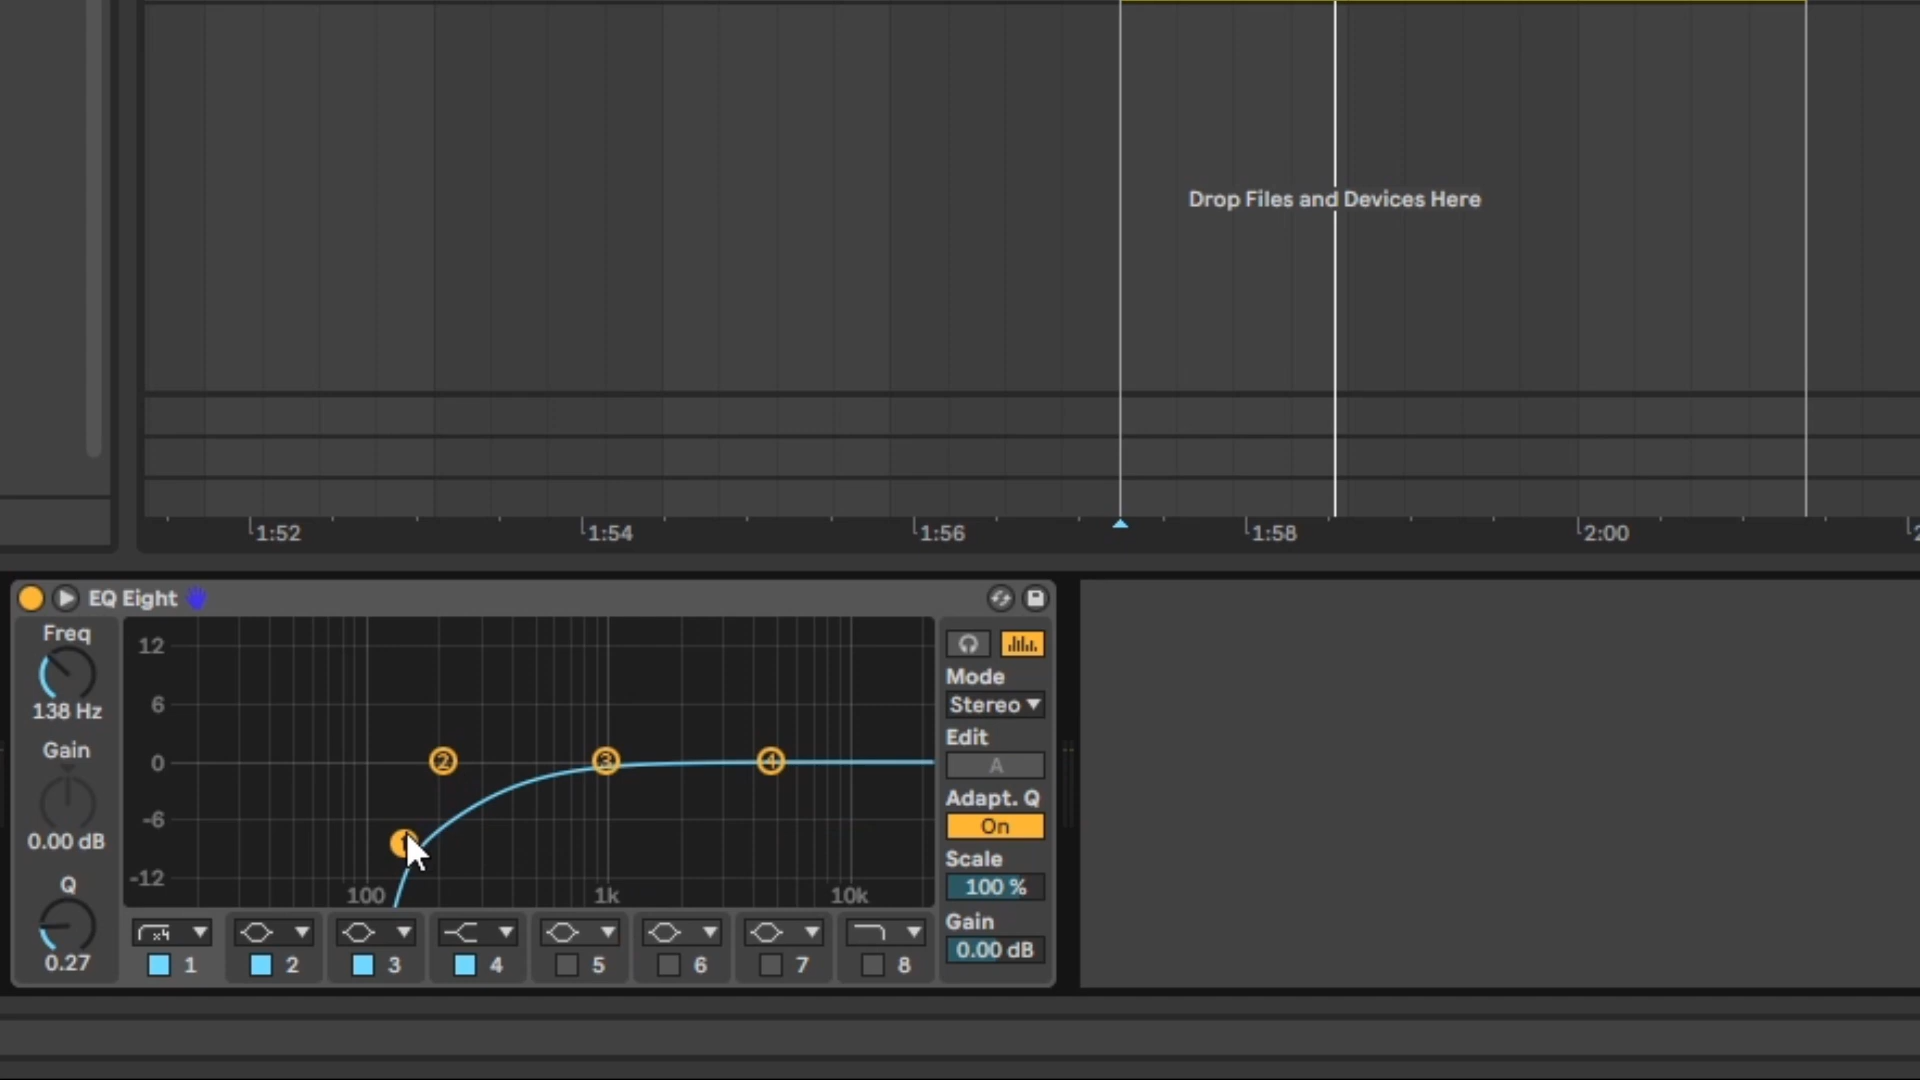 Drop Files and Devices Here
1:52 1:54 1:56 1:58 2:00
EQ Eight
Freq
138 Hz
Gain
0.00 dB
Q
0.27
12
6
0
-6
-12
100 1k 10k
2 3 4
1
x4
1 2 3 4 5 6 7 8
Mode
Stereo
Edit
A
Adapt. Q
On
Scale
100 %
Gain
0.00 dB